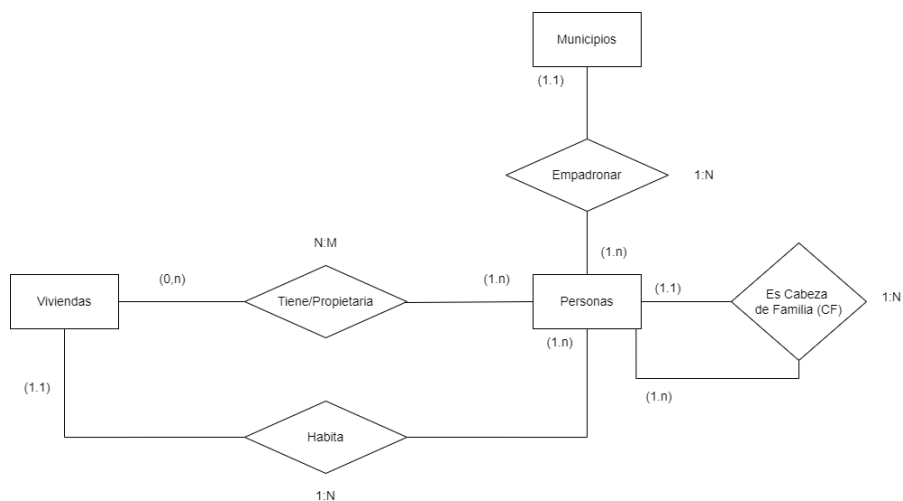 Municipios
(1.1)
Empadronar
1:N
(1.n)
N:M
(0,n)
(1.n)
Viviendas
Tiene/Propietaria
Personas
(1.1)
Es Cabeza
de Familia (CF)
1:N
(1.n)
(1.1)
(1.n)
Habita
1:N